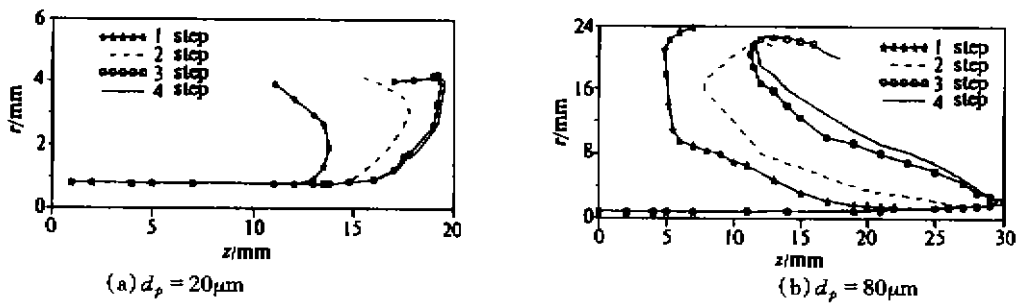 6
4
2
0
r/mm
1 step
2 step
3 step
4 step
0 5 10 15 20
z/mm
(a) d_p = 20μm
24
16
8
0
r/mm
1 step
2 step
3 step
4 step
0 5 10 15 20 25 30
z/mm
(b) d_p = 80μm